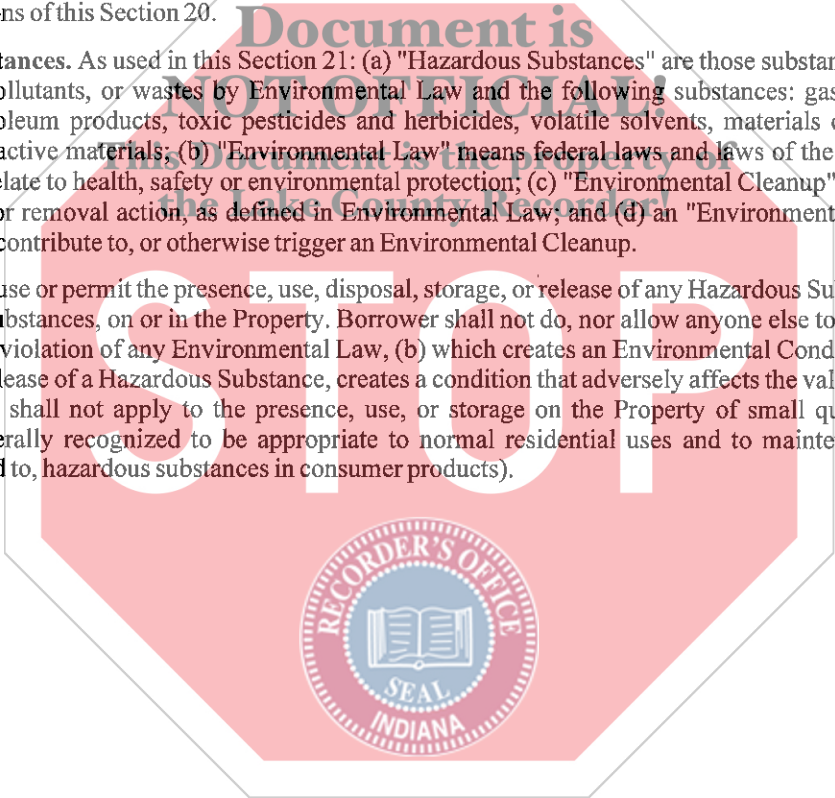 ns of this Section 20.
Document is
tances. As used in this Section 21: (a) "Hazardous Substances" are those substan
ollutants, or wastes by Environmental Law and the following substances: gas
NOT OFFICIAL!
oleum products, toxic pesticides and herbicides, volatile solvents, materials
active materials; (b) "Environmental Law" means federal laws and laws of the
This Document is the property of
elate to health, safety or environmental protection; (c) "Environmental Cleanup"
the Lake County Recorder!
or removal action, as defined in Environmental Law; and (d) an "Environment
contribute to, or otherwise trigger an Environmental Cleanup.
use or permit the presence, use, disposal, storage, or release of any Hazardous Su
bstances, on or in the Property. Borrower shall not do, nor allow anyone else to
violation of any Environmental Law, (b) which creates an Environmental Cond
lease of a Hazardous Substance, creates a condition that adversely affects the val
shall not apply to the presence, use, or storage on the Property of small qu
erally recognized to be appropriate to normal residential uses and to mainte
d to, hazardous substances in consumer products).
STOP
RECORDER'S OFFICE
SEAL
INDIANA